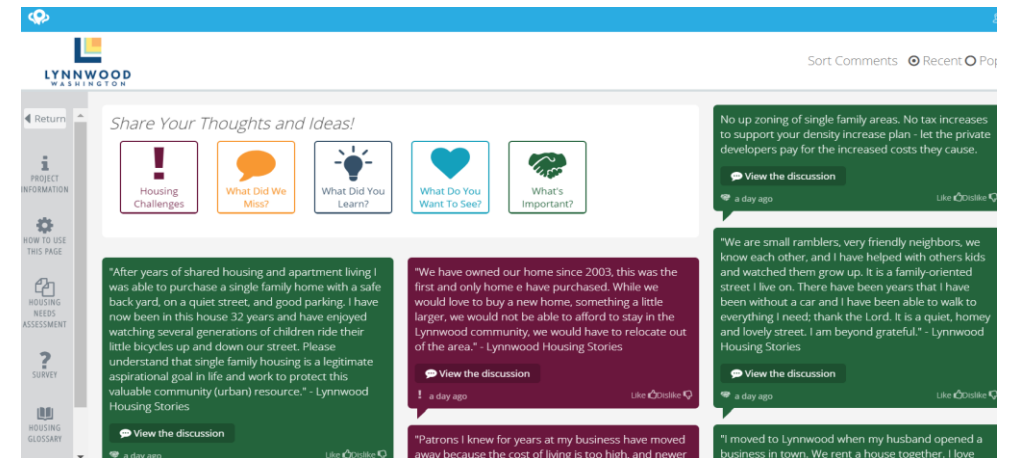 LYNNWOOD
WASHINGTON
Sort Comments Recent Pop
Return
PROJECT
INFORMATION
HOW TO USE
THIS PAGE
HOUSING
NEEDS
ASSESSMENT
SURVEY
HOUSING
GLOSSARY
Share Your Thoughts and Ideas!
Housing
Challenges
What Did We
Miss?
What Did You
Learn?
What Do You
Want To See?
What's
Important?
"After years of shared housing and apartment living I
was able to purchase a single family home with a safe
back yard, on a quiet street, and good parking. I have
now been in this house 32 years and have enjoyed
watching several generations of children ride their
little bicycles up and down our street. Please
understand that single family housing is a legitimate
aspirational goal in life and work to protect this
valuable community (urban) resource." - Lynnwood
Housing Stories
View the discussion
a day ago
Like Dislike
"We have owned our home since 2003, this was the
first and only home e have purchased. While we
would love to buy a new home, something a little
larger, we would not be able to afford to stay in the
Lynnwood community, we would have to relocate out
of the area." - Lynnwood Housing Stories
View the discussion
a day ago
Like Dislike
"Patrons I knew for years at my business have moved
away because the cost of living is too high, and newer
No up zoning of single family areas. No tax increases
to support your density increase plan - let the private
developers pay for the increased costs they cause.
View the discussion
a day ago
Like Dislike
"We are small ramblers, very friendly neighbors, we
know each other, and I have helped with others kids
and watched them grow up. It is a family-oriented
street I live on. There have been years that I have
been without a car and I have been able to walk to
everything I need; thank the Lord. It is a quiet, homey
and lovely street. I am beyond grateful." - Lynnwood
Housing Stories
View the discussion
a day ago
Like Dislike
"I moved to Lynnwood when my husband opened a
business in town. We rent a house together. I love